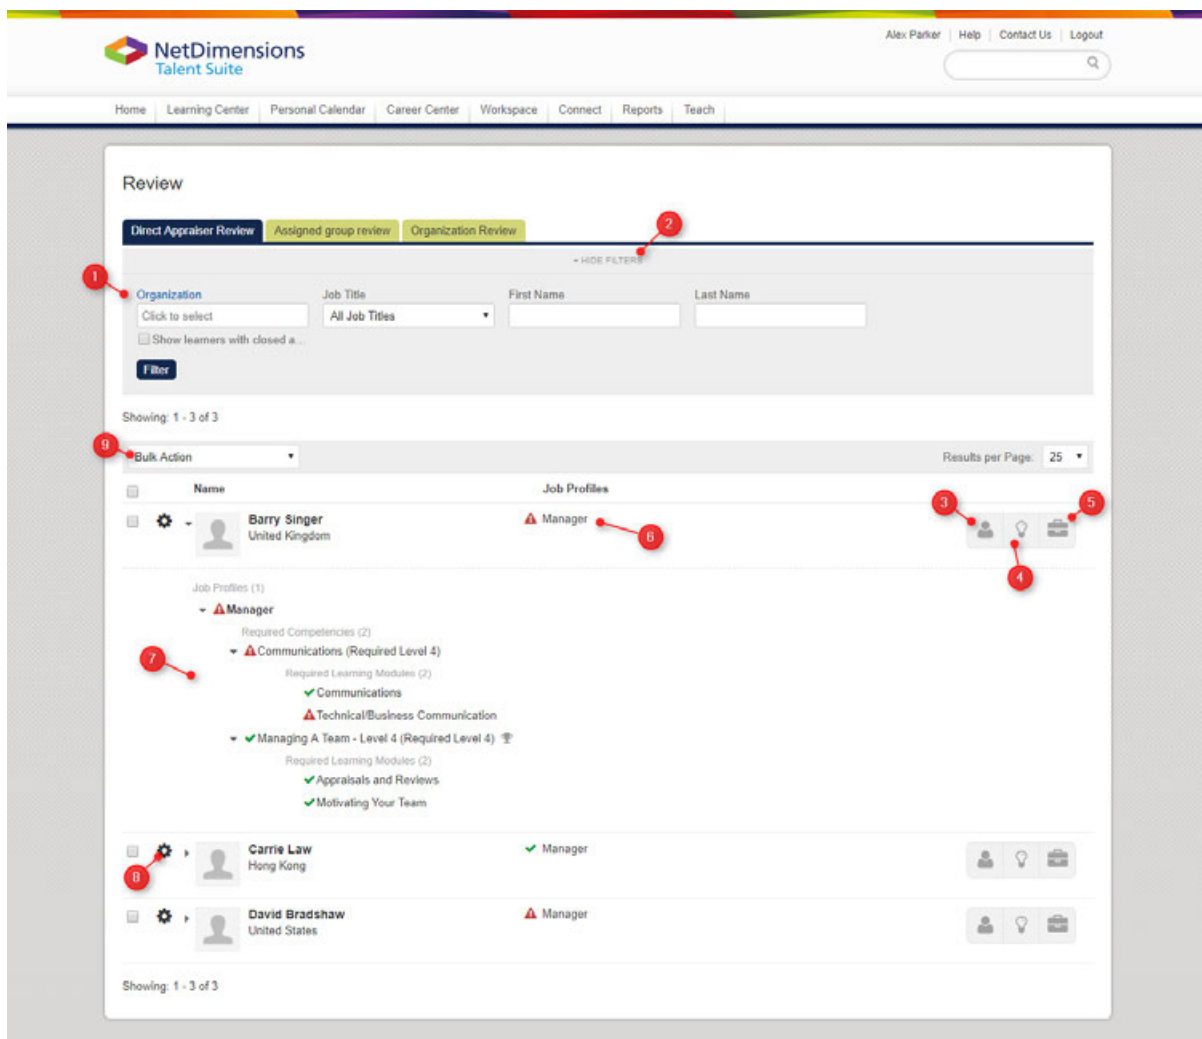 Alex Parker Help Contact Us Logout
NetDimensions
Talent Suite
Home Learning Center Personal Calendar Career Center Workspace Connect Reports Teach
Review
Direct Appraiser Review Assigned group review Organization Review
2
- HIDE FILTERS
1
Organization Job Title First Name Last Name
Click to select All Job Titles
Show learners with closed a...
Filter
Showing: 1 - 3 of 3
9
Bulk Action Results per Page: 25
Name Job Profiles
3 5
Barry Singer Manager
United Kingdom
6
4
Job Profiles (1)
Manager
Required Competencies (2)
Communications (Required Level 4)
7
Required Learning Modules (2)
Communications
Technical/Business Communication
Managing A Team - Level 4 (Required Level 4)
Required Learning Modules (2)
Appraisals and Reviews
Motivating Your Team
Carrie Law Manager
Hong Kong
8
David Bradshaw Manager
United States
Showing: 1 - 3 of 3